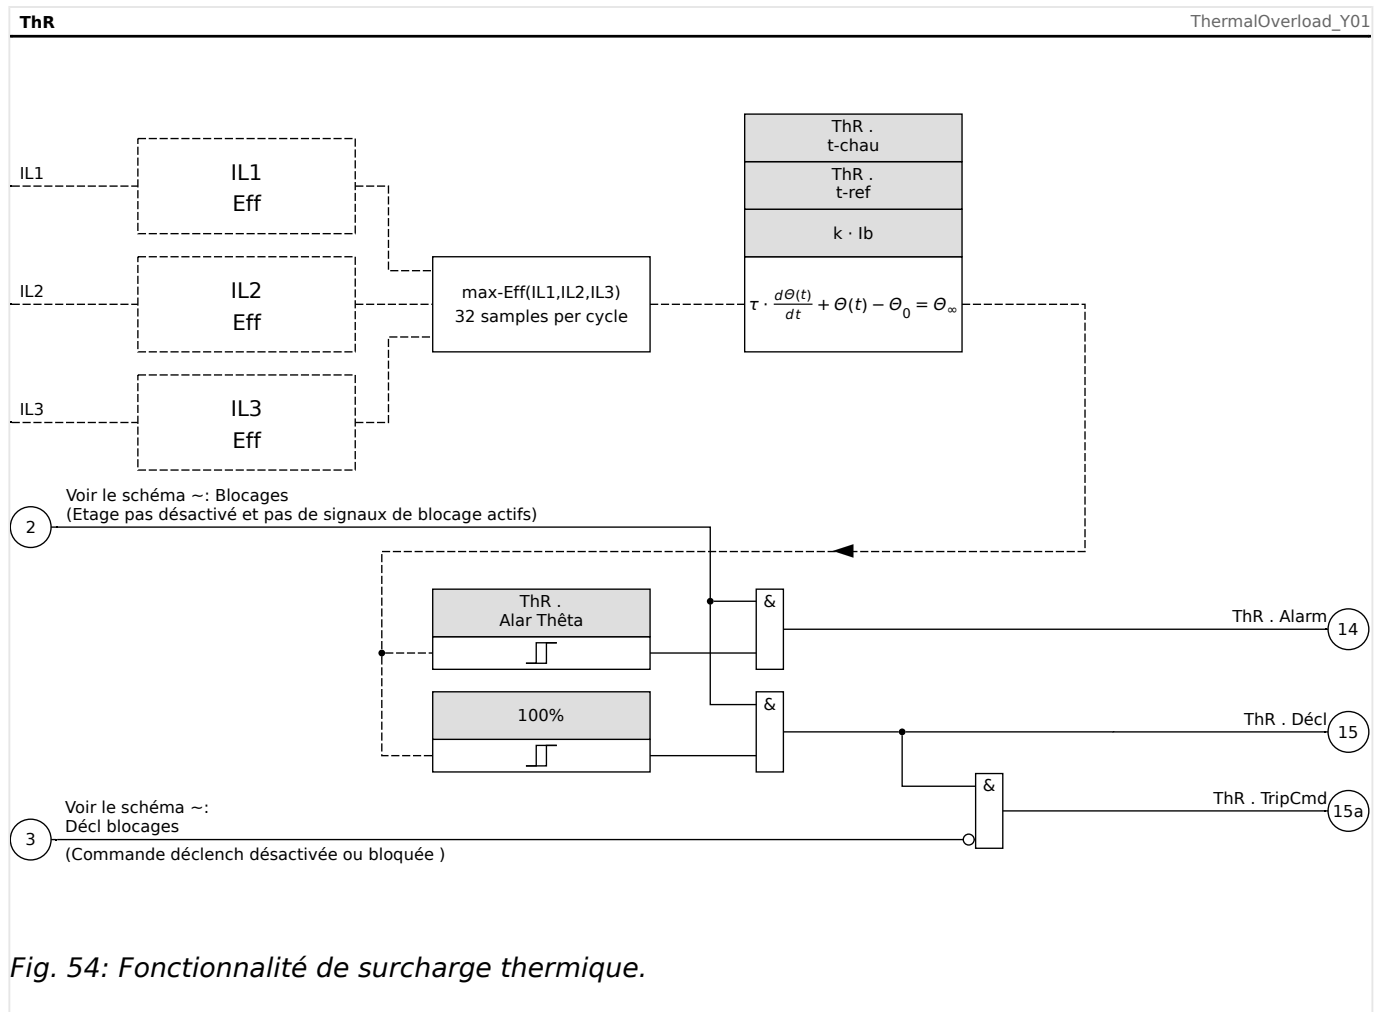 ThR
ThermalOverload_Y01
ThR .
t-chau
ThR .
t-ref
k · Ib
IL1
IL1
Eff
IL2
IL2
Eff
max-Eff(IL1,IL2,IL3)
32 samples per cycle
τ · dΘ(t)/dt + Θ(t) − Θ₀ = Θ∞
IL3
IL3
Eff
2
Voir le schéma ~: Blocages
(Etage pas désactivé et pas de signaux de blocage actifs)
ThR .
Alar Thêta
&
ThR . Alarm
14
100%
&
ThR . Décl
15
&
ThR . TripCmd
15a
3
Voir le schéma ~:
Décl blocages
(Commande déclench désactivée ou bloquée )
Fig. 54: Fonctionnalité de surcharge thermique.